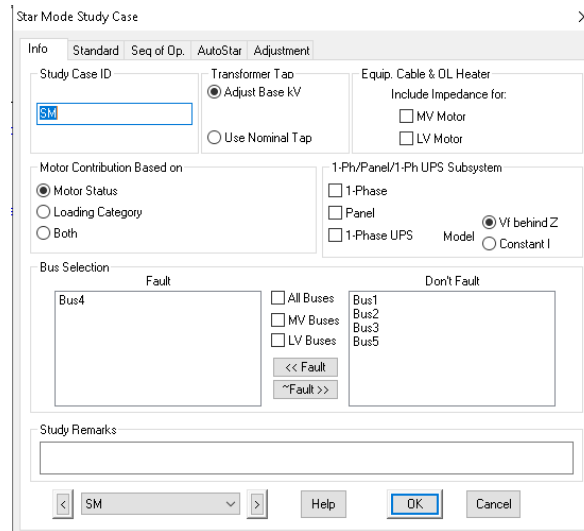 Star Mode Study Case
Info Standard Seq of Op. AutoStar Adjustment
Study Case ID
SM
Transformer Tap
Adjust Base kV
Use Nominal Tap
Equip. Cable & OL Heater
Include Impedance for:
MV Motor
LV Motor
Motor Contribution Based on
Motor Status
Loading Category
Both
1-Ph/Panel/1-Ph UPS Subsystem
1-Phase
Panel
1-Phase UPS
Model
Vf behind Z
Constant I
Bus Selection
Fault
Bus4
All Buses
MV Buses
LV Buses
<< Fault
~Fault >>
Don't Fault
Bus1
Bus2
Bus3
Bus5
Study Remarks
< SM > Help OK Cancel